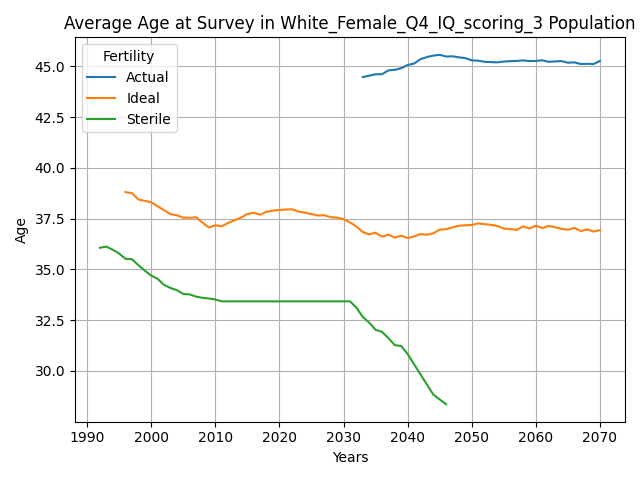 Average Age at Survey in White_Female_Q4_IQ_scoring_3 Population
Fertility
Actual
Ideal
Sterile
Age
45.0
42.5
40.0
37.5
35.0
32.5
30.0
1990 2000 2010 2020 2030 2040 2050 2060 2070
Years